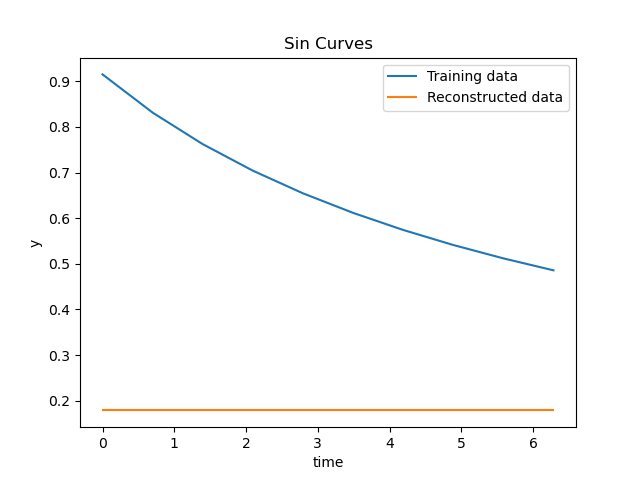 Sin Curves
Training data
Reconstructed data
0.9
0.8
0.7
0.6
0.5
0.4
0.3
0.2
y
0 1 2 3 4 5 6
time